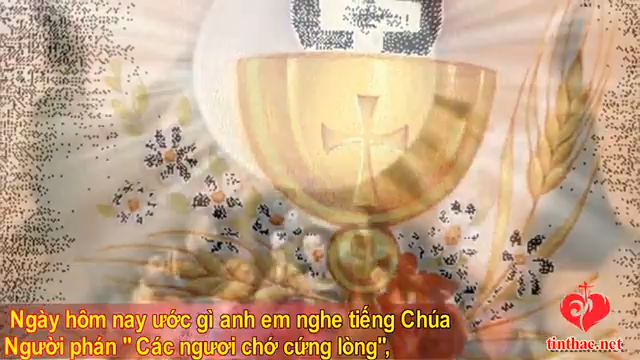 Ngày hôm nay ước gì anh em nghe tiếng Chúa
Người phán " Các ngươi chớ cứng lòng",
tinthac.net